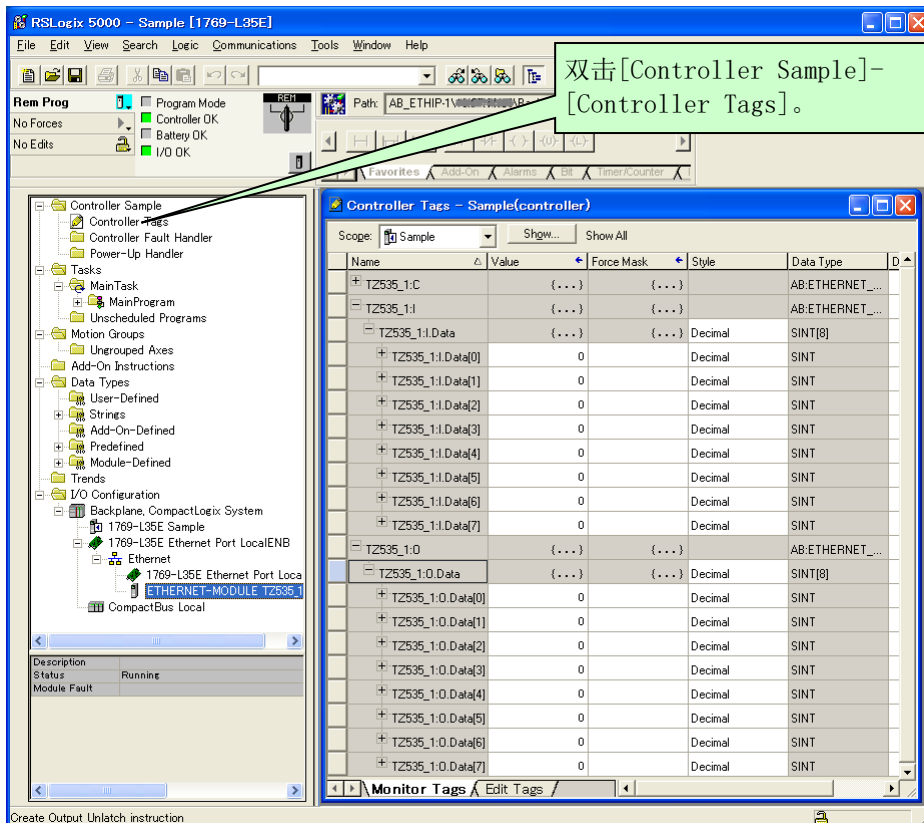 RSLogix 5000 - Sample [1769-L35E]
File Edit View Search Logic Communications Tools Window Help
双击[Controller Sample]-
[Controller Tags]。
Rem Prog
Program Mode
REM
Path: AB_ETHIP-1\
No Forces
Controller OK
Battery OK
No Edits
I/O OK
Favorites Add-On Alarms Bit Timer/Counter
Controller Sample
Controller Tags
Controller Fault Handler
Power-Up Handler
Tasks
MainTask
MainProgram
Unscheduled Programs
Motion Groups
Ungrouped Axes
Add-On Instructions
Data Types
User-Defined
Strings
Add-On-Defined
Predefined
Module-Defined
Trends
I/O Configuration
Backplane, CompactLogix System
1769-L35E Sample
1769-L35E Ethernet Port LocalENB
Ethernet
1769-L35E Ethernet Port Loca
ETHERNET-MODULE TZ535_1
CompactBus Local
Description
Status Running
Module Fault
Controller Tags - Sample(controller)
Scope: Sample Show... Show All
Name Value Force Mask Style Data Type D
TZ535_1:C {...} {...} AB:ETHERNET_...
TZ535_1:I {...} {...} AB:ETHERNET_...
TZ535_1:I.Data {...} {...} Decimal SINT[8]
TZ535_1:I.Data[0] 0 Decimal SINT
TZ535_1:I.Data[1] 0 Decimal SINT
TZ535_1:I.Data[2] 0 Decimal SINT
TZ535_1:I.Data[3] 0 Decimal SINT
TZ535_1:I.Data[4] 0 Decimal SINT
TZ535_1:I.Data[5] 0 Decimal SINT
TZ535_1:I.Data[6] 0 Decimal SINT
TZ535_1:I.Data[7] 0 Decimal SINT
TZ535_1:O {...} {...} AB:ETHERNET_...
TZ535_1:O.Data {...} {...} Decimal SINT[8]
TZ535_1:O.Data[0] 0 Decimal SINT
TZ535_1:O.Data[1] 0 Decimal SINT
TZ535_1:O.Data[2] 0 Decimal SINT
TZ535_1:O.Data[3] 0 Decimal SINT
TZ535_1:O.Data[4] 0 Decimal SINT
TZ535_1:O.Data[5] 0 Decimal SINT
TZ535_1:O.Data[6] 0 Decimal SINT
TZ535_1:O.Data[7] 0 Decimal SINT
Monitor Tags Edit Tags
Create Output Unlatch instruction